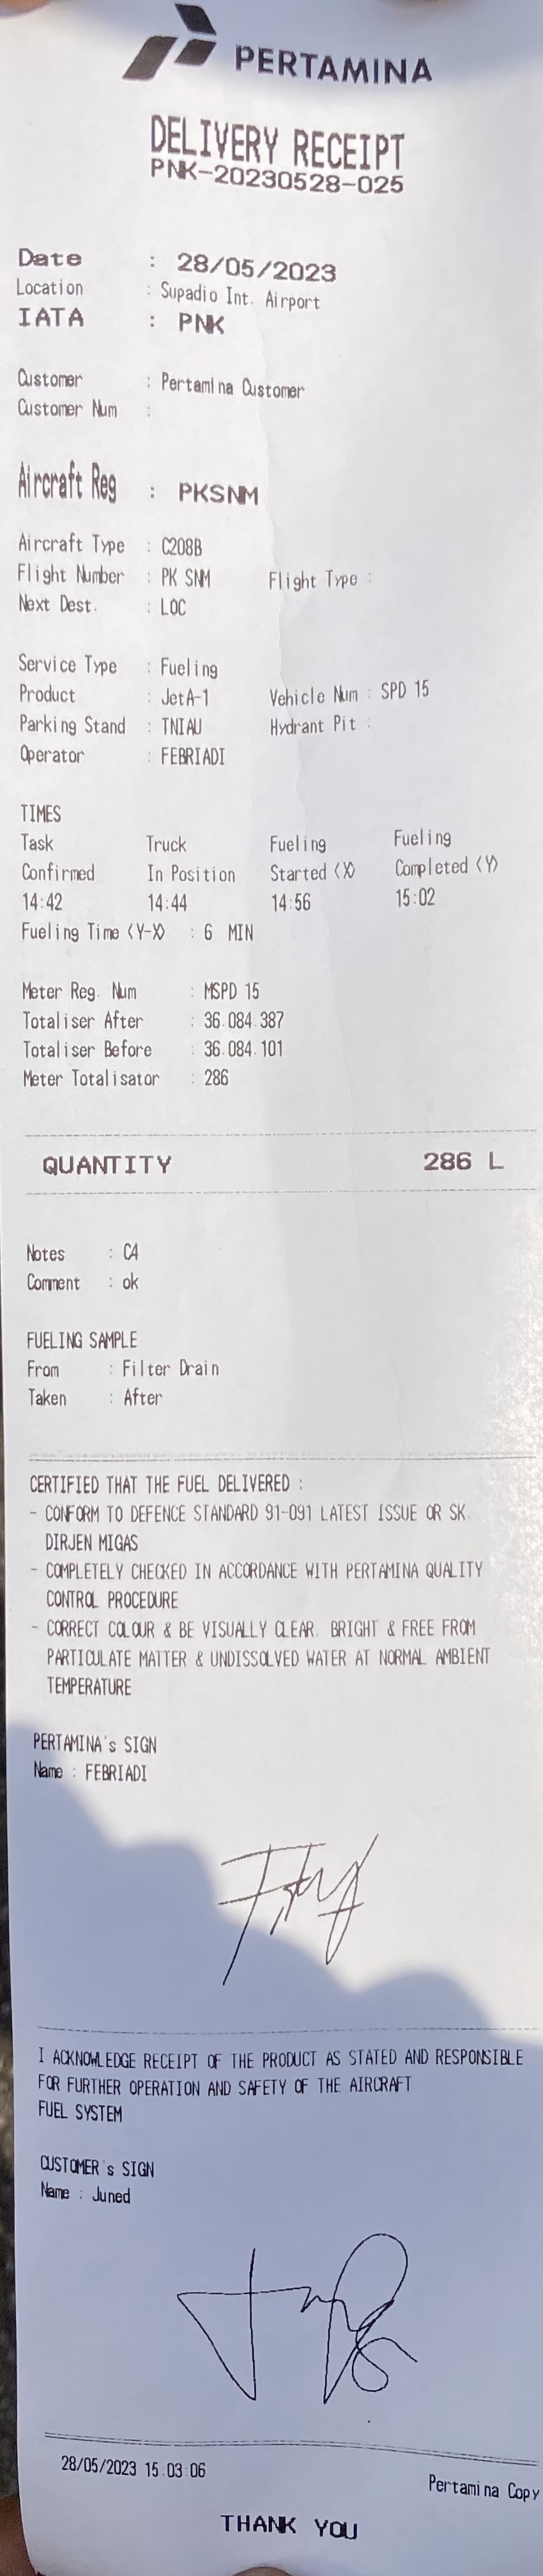 PERTAMINA
DELIVERY RECEIPT
PNK-20230528-025
Date : 28/05/2023
Location : Supadio Int. Airport
IATA : PNK
Customer : Pertamina Customer
Customer Num :
Aircraft Reg : PKSNM
Aircraft Type : C208B
Flight Number : PK SNM Flight Type :
Next Dest. : LOC
Service Type : Fueling
Product : JetA-1 Vehicle Num : SPD 15
Parking Stand : TNIAU Hydrant Pit :
Operator : FEBRIADI
TIMES
Task Truck Fueling Fueling
Confirmed In Position Started (X) Completed (Y)
14:42 14:44 14:56 15:02
Fueling Time (Y-X) : 6 MIN
Meter Reg. Num : MSPD 15
Totaliser After : 36.084.387
Totaliser Before : 36.084.101
Meter Totalisator : 286
QUANTITY 286 L
Notes : C4
Comment : ok
FUELING SAMPLE
From : Filter Drain
Taken : After
CERTIFIED THAT THE FUEL DELIVERED :
- CONFORM TO DEFENCE STANDARD 91-091 LATEST ISSUE OR SK.
DIRJEN MIGAS
- COMPLETELY CHECKED IN ACCORDANCE WITH PERTAMINA QUALITY
CONTROL PROCEDURE
- CORRECT COLOUR & BE VISUALLY CLEAR. BRIGHT & FREE FROM
PARTICULATE MATTER & UNDISSOLVED WATER AT NORMAL AMBIENT
TEMPERATURE
PERTAMINA's SIGN
Name : FEBRIADI
I ACKNOWLEDGE RECEIPT OF THE PRODUCT AS STATED AND RESPONSIBLE
FOR FURTHER OPERATION AND SAFETY OF THE AIRCRAFT
FUEL SYSTEM
CUSTOMER's SIGN
Name : Juned
28/05/2023 15:03:06
Pertamina Copy
THANK YOU